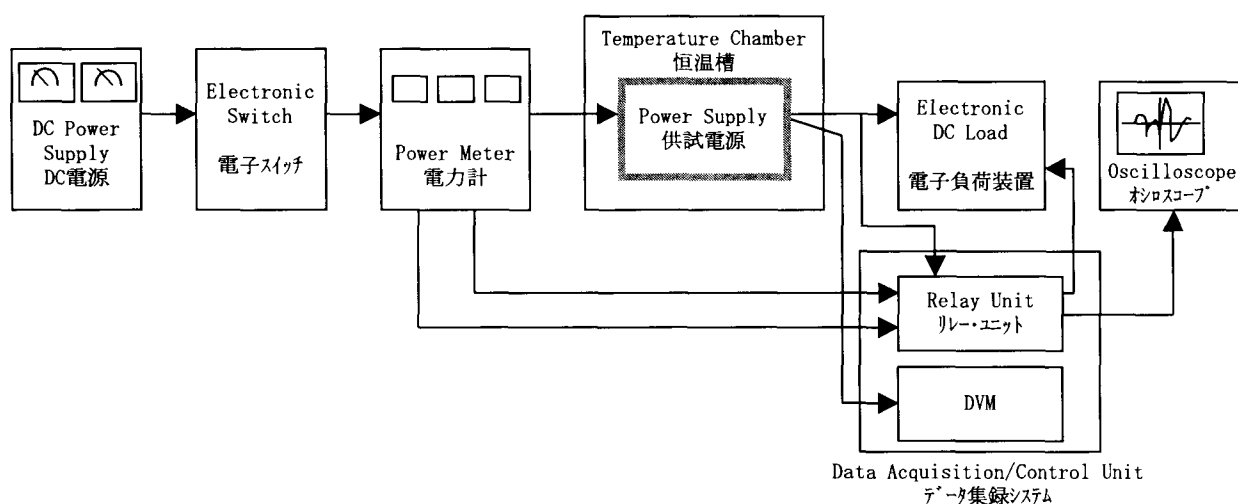 DC Power
Supply
DC電源
Electronic
Switch
電子スイッチ
Power Meter
電力計
Temperature Chamber
恒温槽
Power Supply
供試電源
Electronic
DC Load
電子負荷装置
Oscilloscope
オシロスコープ
Relay Unit
リレー・ユニット
DVM
Data Acquisition/Control Unit
データ集録システム